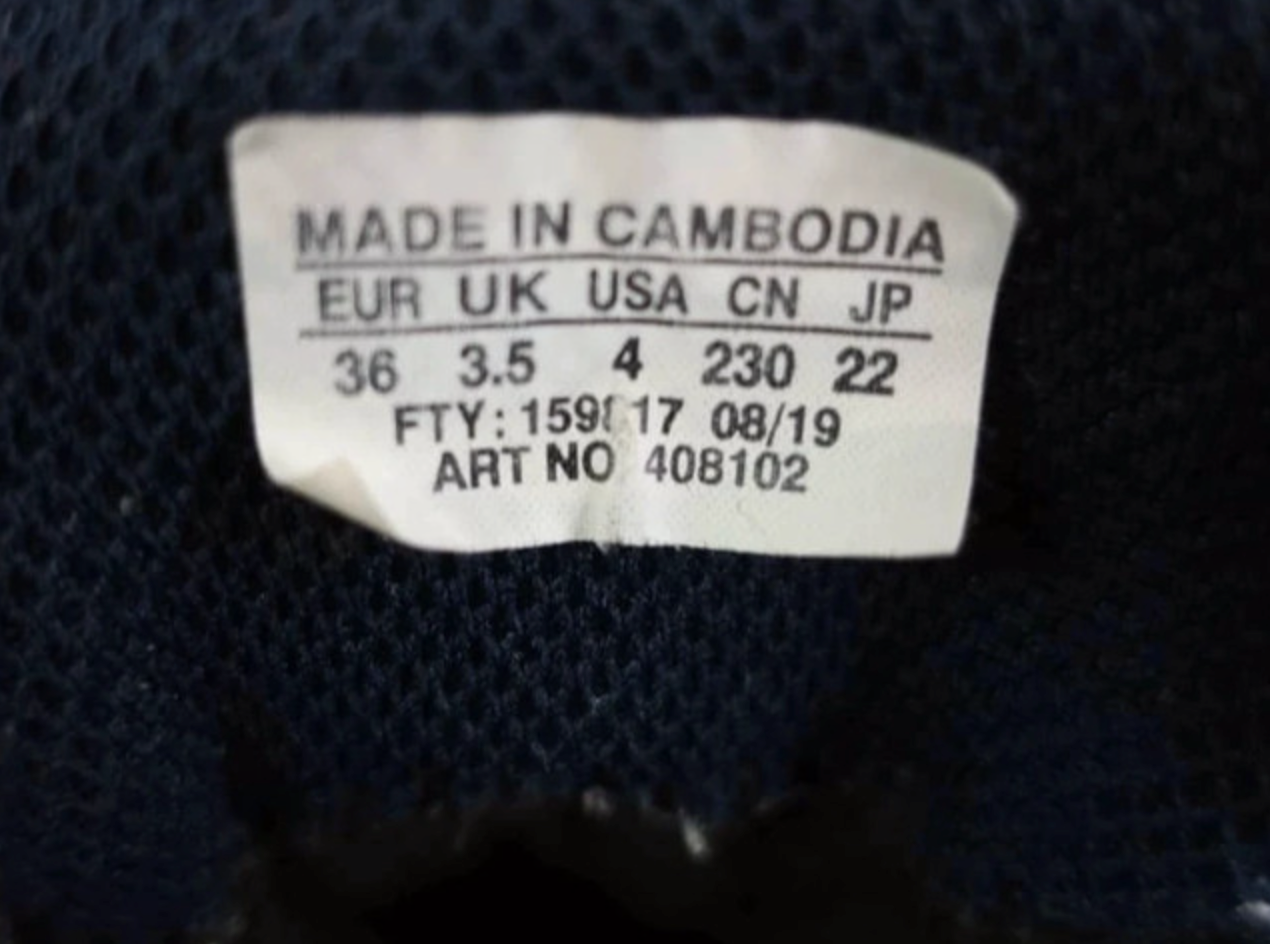 MADE IN CAMBODIA
EUR UK USA CN JP
36 3.5 4 230 22
FTY: 17 08/19
ART NO 408102